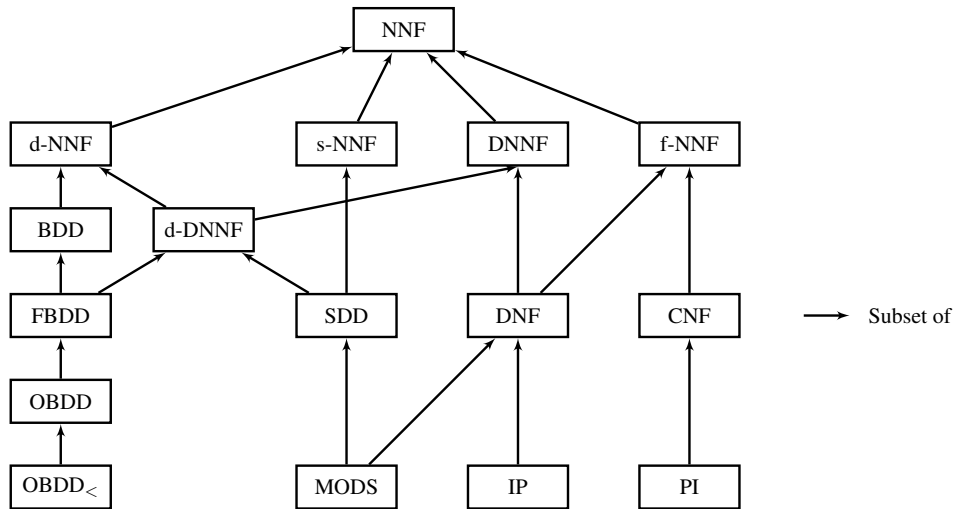 NNF
d-NNF s-NNF DNNF f-NNF
BDD d-DNNF
FBDD SDD DNF CNF Subset of
OBDD
OBDD< MODS IP PI